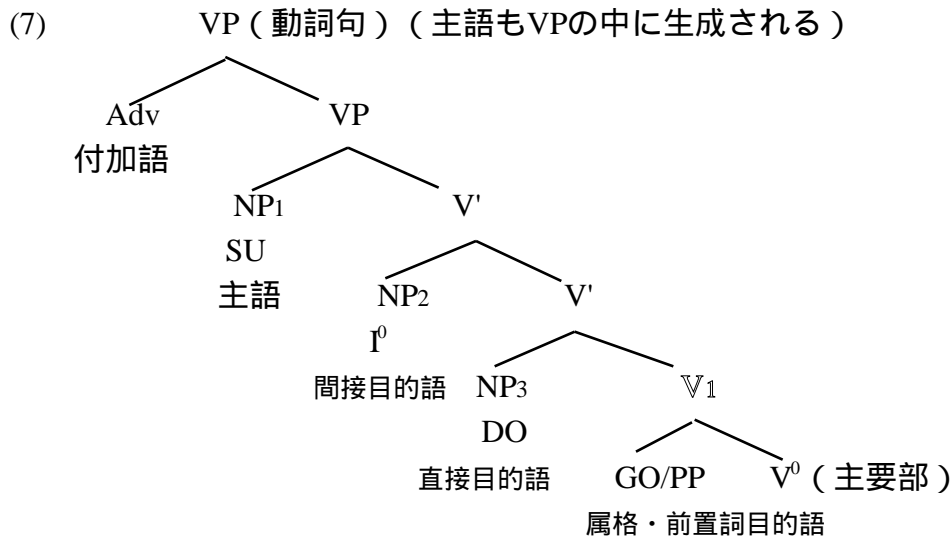 (7) VP（動詞句）（主語もVPの中に生成される）
Adv VP
付加語
NP1 V'
SU
主語 NP2 V'
I⁰
間接目的語 NP3 𝕍1
DO
直接目的語 GO/PP V⁰（主要部）
属格・前置詞目的語